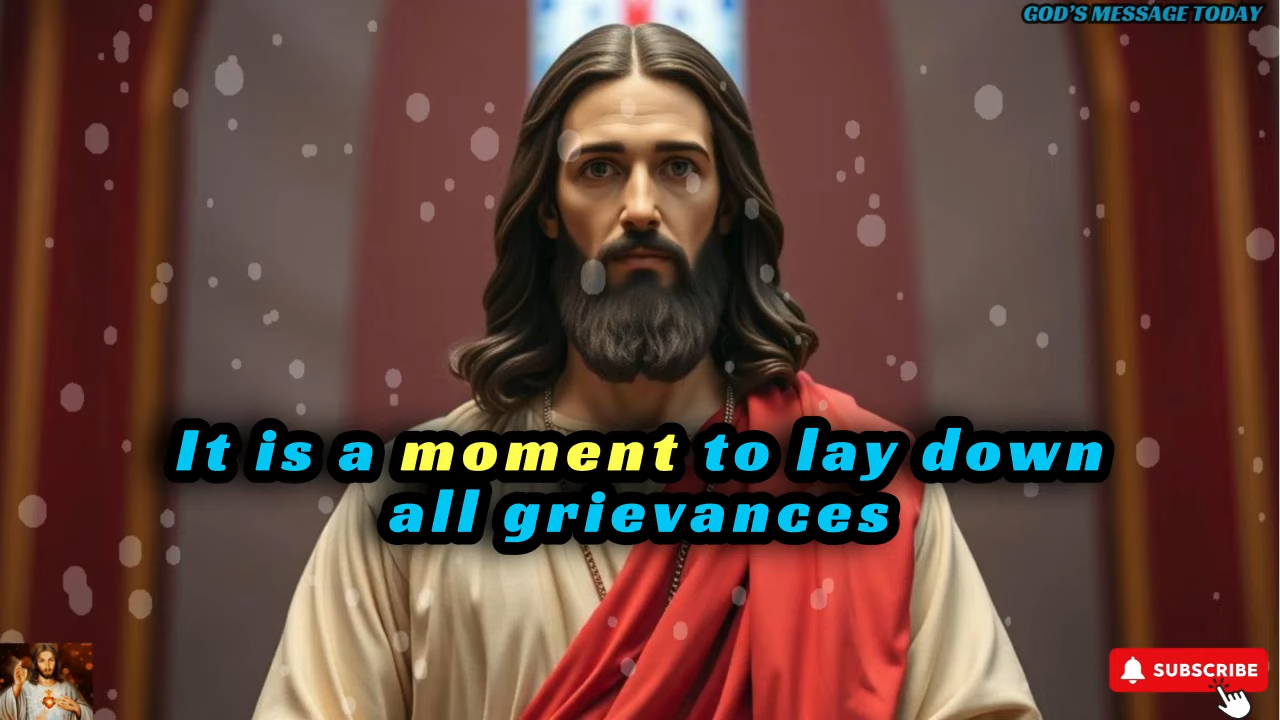 GOD'S MESSAGE TODAY
It is a moment to lay down
all grievances
SUBSCRIBE